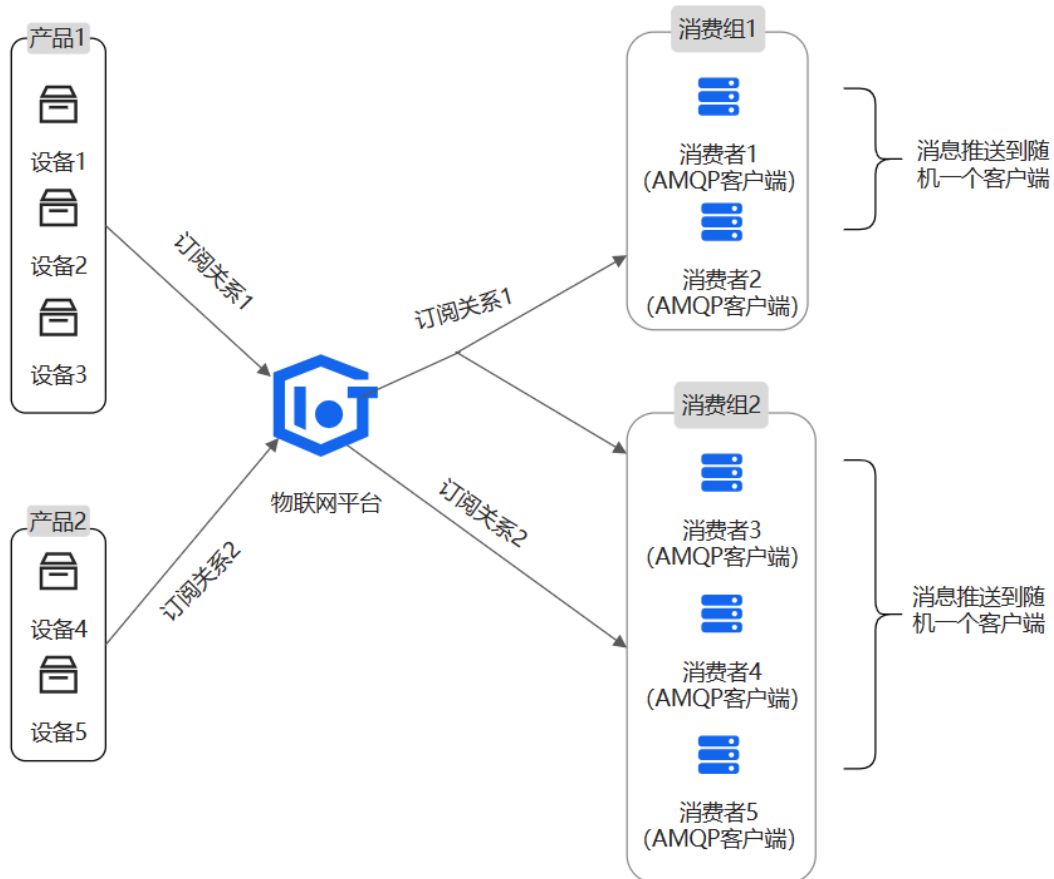 产品1
设备1
设备2
设备3
产品2
设备4
设备5
订阅关系1
订阅关系2
IoT
物联网平台
订阅关系1
订阅关系2
消费组1
消费者1
(AMQP客户端)
消费者2
(AMQP客户端)
消息推送到随
机一个客户端
消费组2
消费者3
(AMQP客户端)
消费者4
(AMQP客户端)
消费者5
(AMQP客户端)
消息推送到随
机一个客户端